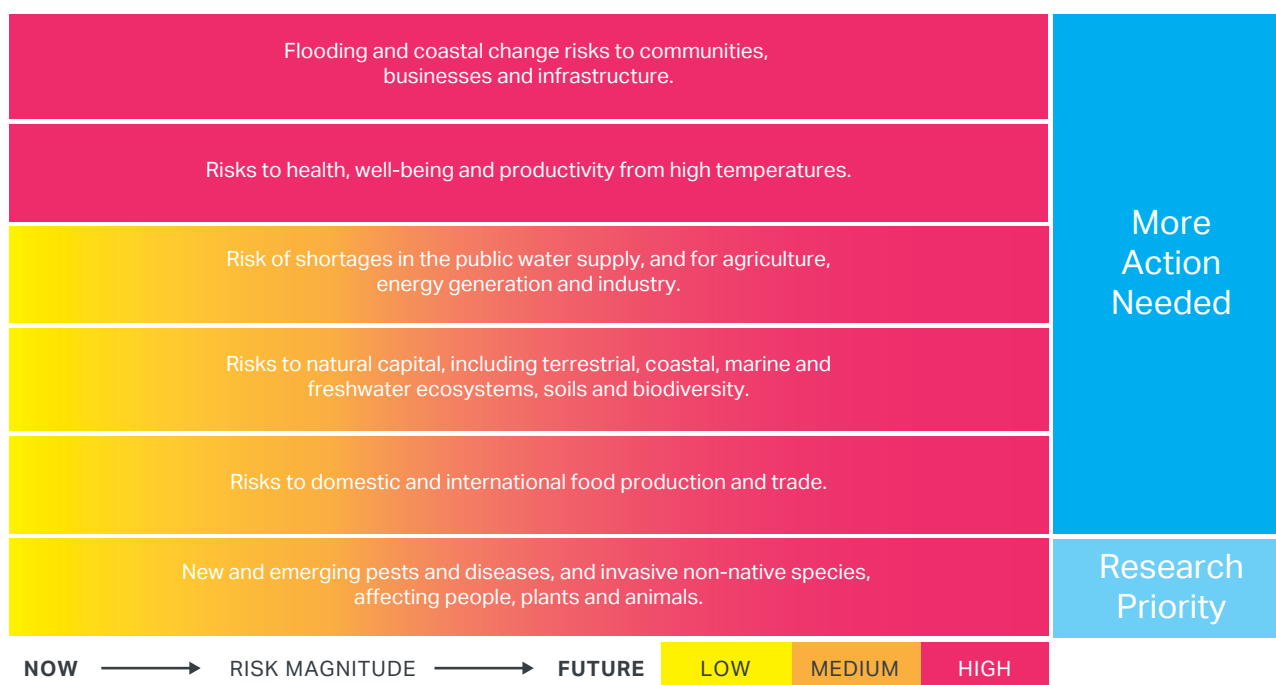 Flooding and coastal change risks to communities,
businesses and infrastructure.
Risks to health, well-being and productivity from high temperatures.
Risk of shortages in the public water supply, and for agriculture,
energy generation and industry.
Risks to natural capital, including terrestrial, coastal, marine and
freshwater ecosystems, soils and biodiversity.
Risks to domestic and international food production and trade.
More
Action
Needed
New and emerging pests and diseases, and invasive non-native species,
affecting people, plants and animals.
Research
Priority
NOW RISK MAGNITUDE FUTURE LOW MEDIUM HIGH